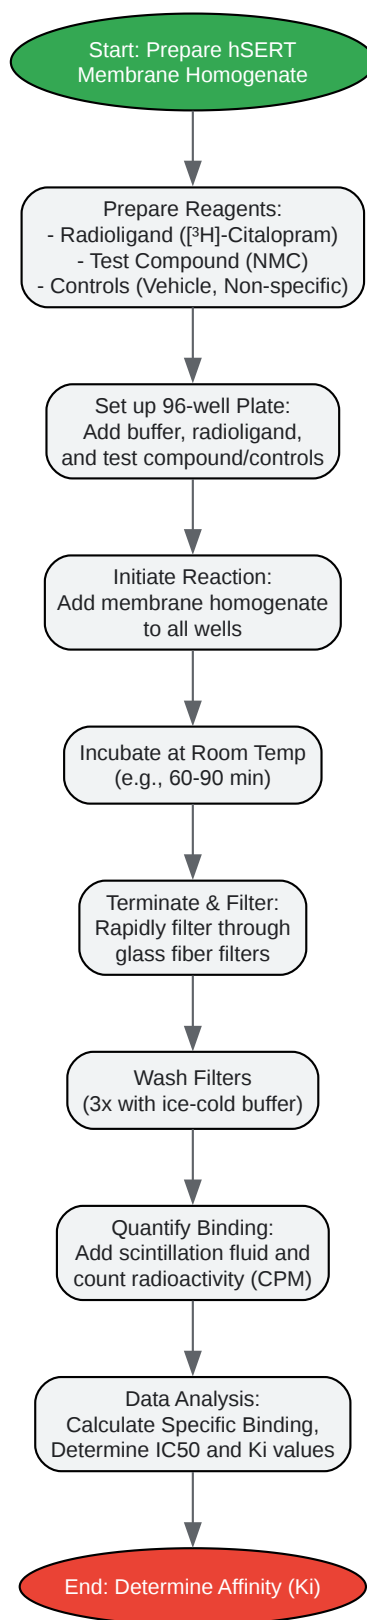 Start: Prepare hSERT
Membrane Homogenate
Prepare Reagents:
- Radioligand ([³H]-Citalopram)
- Test Compound (NMC)
- Controls (Vehicle, Non-specific)
Set up 96-well Plate:
Add buffer, radioligand,
and test compound/controls
Initiate Reaction:
Add membrane homogenate
to all wells
Incubate at Room Temp
(e.g., 60-90 min)
Terminate & Filter:
Rapidly filter through
glass fiber filters
Wash Filters
(3x with ice-cold buffer)
Quantify Binding:
Add scintillation fluid and
count radioactivity (CPM)
Data Analysis:
Calculate Specific Binding,
Determine IC50 and Ki values
End: Determine Affinity (Ki)